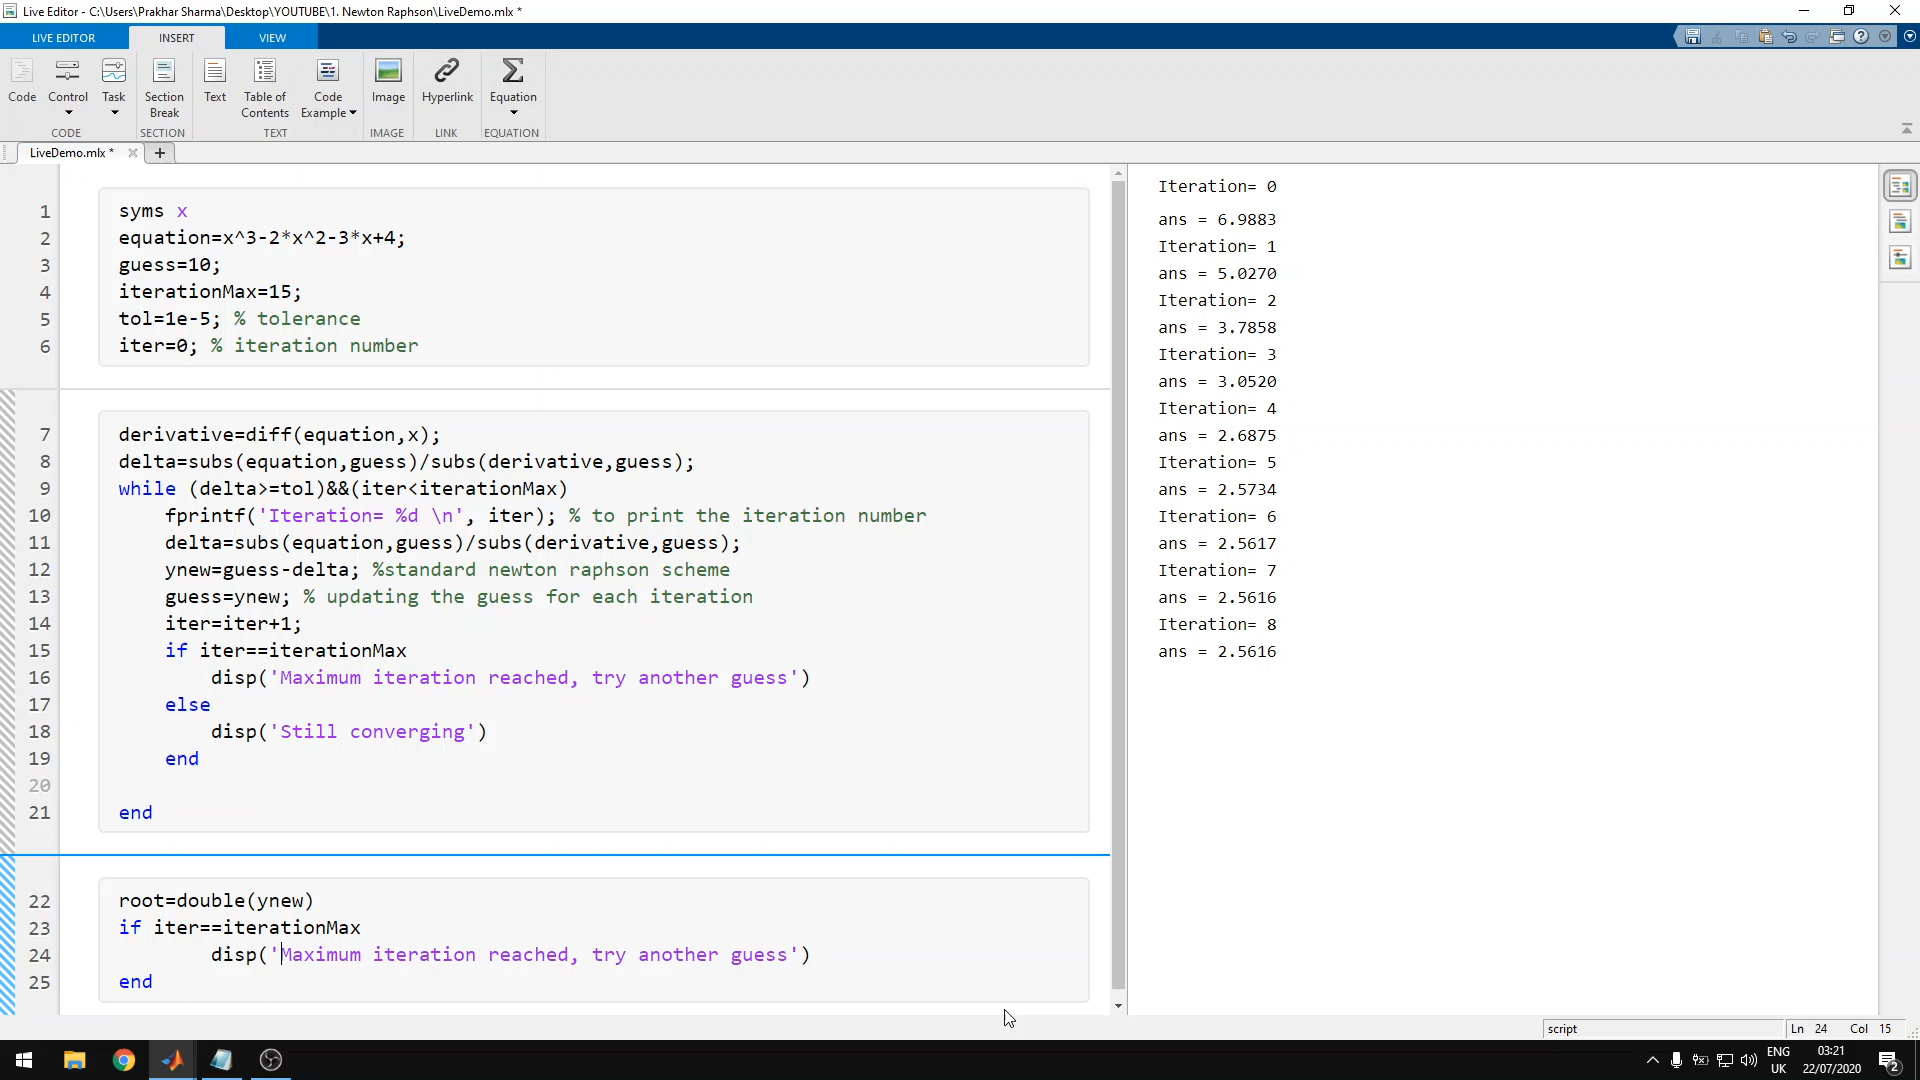 Live Editor - C:\Users\Prakhar Sharma\Desktop\YOUTUBE\1. Newton Raphson\LiveDemo.mlx *
LIVE EDITOR
INSERT
VIEW
Code
Control
Task
Section Break
Text
Table of Contents
Code Example
Image
Hyperlink
Equation
CODE
SECTION
TEXT
IMAGE
LINK
EQUATION
LiveDemo.mlx *
1 syms x
2 equation=x^3-2*x^2-3*x+4;
3 guess=10;
4 iterationMax=15;
5 tol=1e-5; % tolerance
6 iter=0; % iteration number
7 derivative=diff(equation,x);
8 delta=subs(equation,guess)/subs(derivative,guess);
9 while (delta>=tol)&&(iter<iterationMax)
10 fprintf('Iteration= %d \n', iter); % to print the iteration number
11 delta=subs(equation,guess)/subs(derivative,guess);
12 ynew=guess-delta; %standard newton raphson scheme
13 guess=ynew; % updating the guess for each iteration
14 iter=iter+1;
15 if iter==iterationMax
16 disp('Maximum iteration reached, try another guess')
17 else
18 disp('Still converging')
19 end
20
21 end
22 root=double(ynew)
23 if iter==iterationMax
24 disp('Maximum iteration reached, try another guess')
25 end
Iteration= 0
ans = 6.9883
Iteration= 1
ans = 5.0270
Iteration= 2
ans = 3.7858
Iteration= 3
ans = 3.0520
Iteration= 4
ans = 2.6875
Iteration= 5
ans = 2.5734
Iteration= 6
ans = 2.5617
Iteration= 7
ans = 2.5616
Iteration= 8
ans = 2.5616
script
Ln 24 Col 15
ENG
UK
03:21
22/07/2020
2